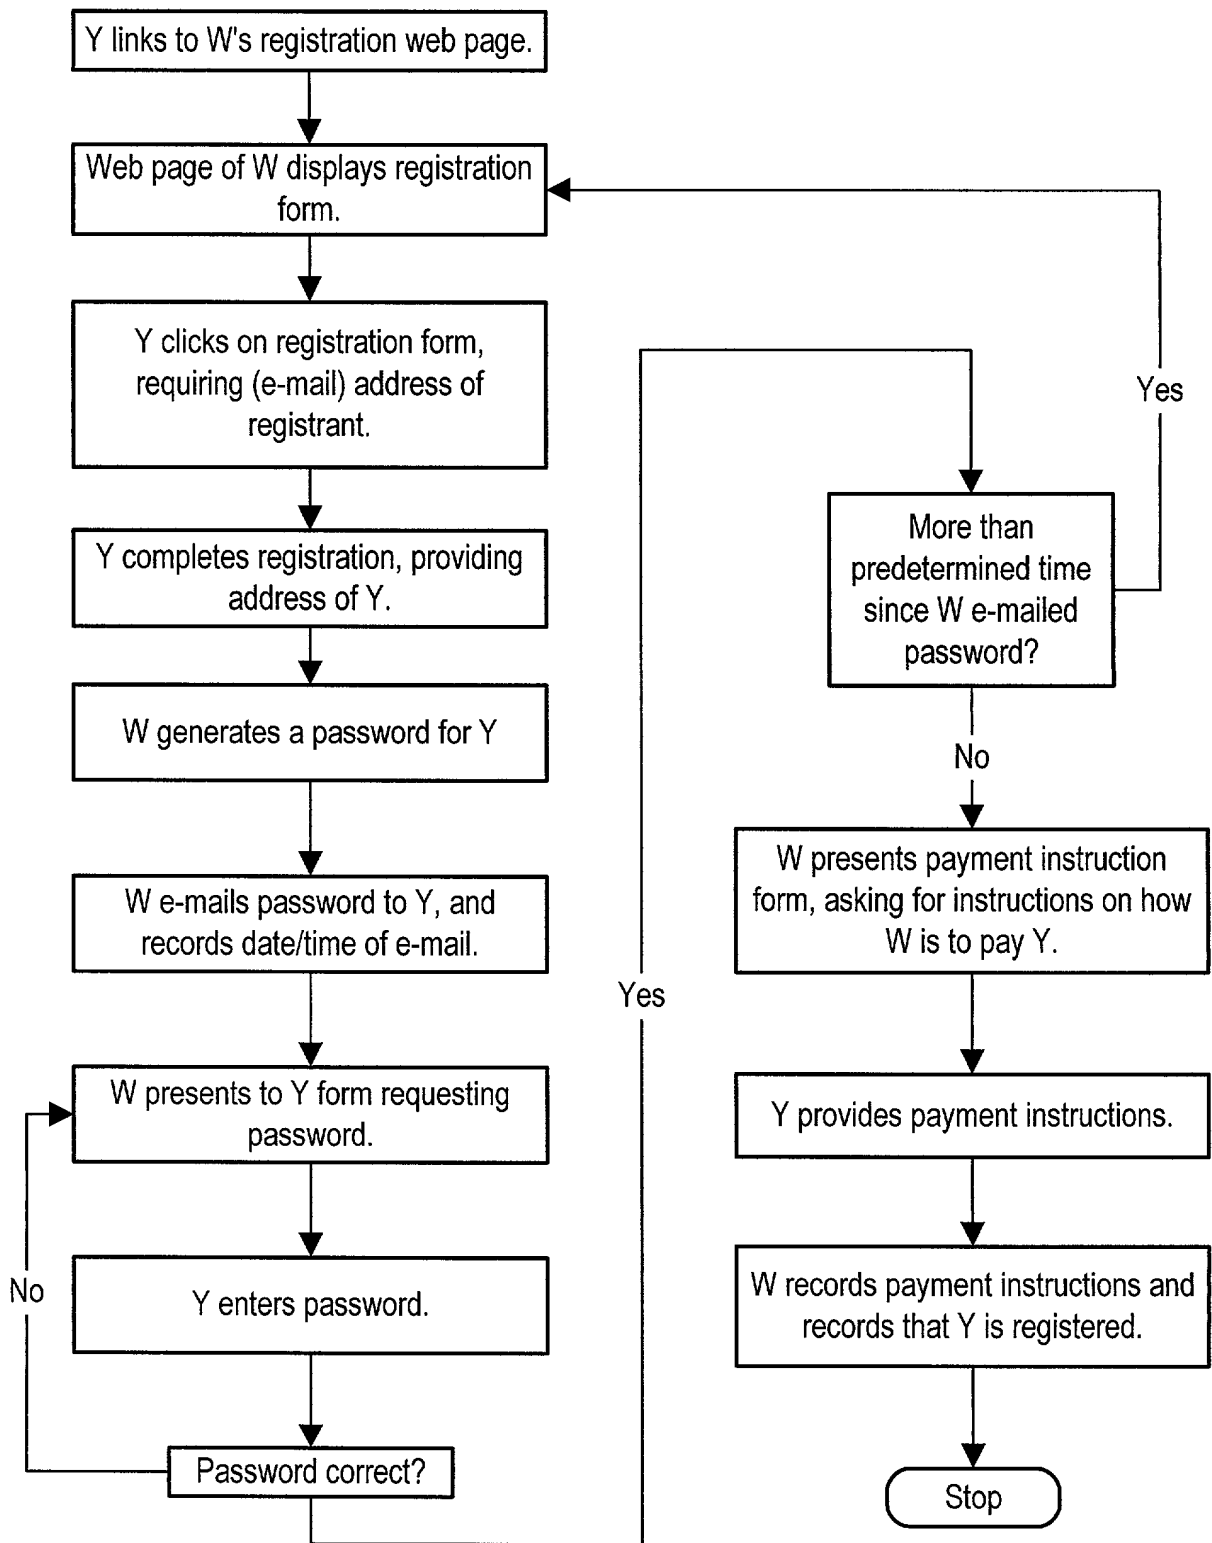 Y links to W's registration web page.
Web page of W displays registration
form.
Y clicks on registration form,
requiring (e-mail) address of
registrant.
Y completes registration, providing
address of Y.
W generates a password for Y
W e-mails password to Y, and
records date/time of e-mail.
W presents to Y form requesting
password.
No
Y enters password.
Password correct?
Yes
More than
predetermined time
since W e-mailed
password?
Yes
No
W presents payment instruction
form, asking for instructions on how
W is to pay Y.
Y provides payment instructions.
W records payment instructions and
records that Y is registered.
Stop